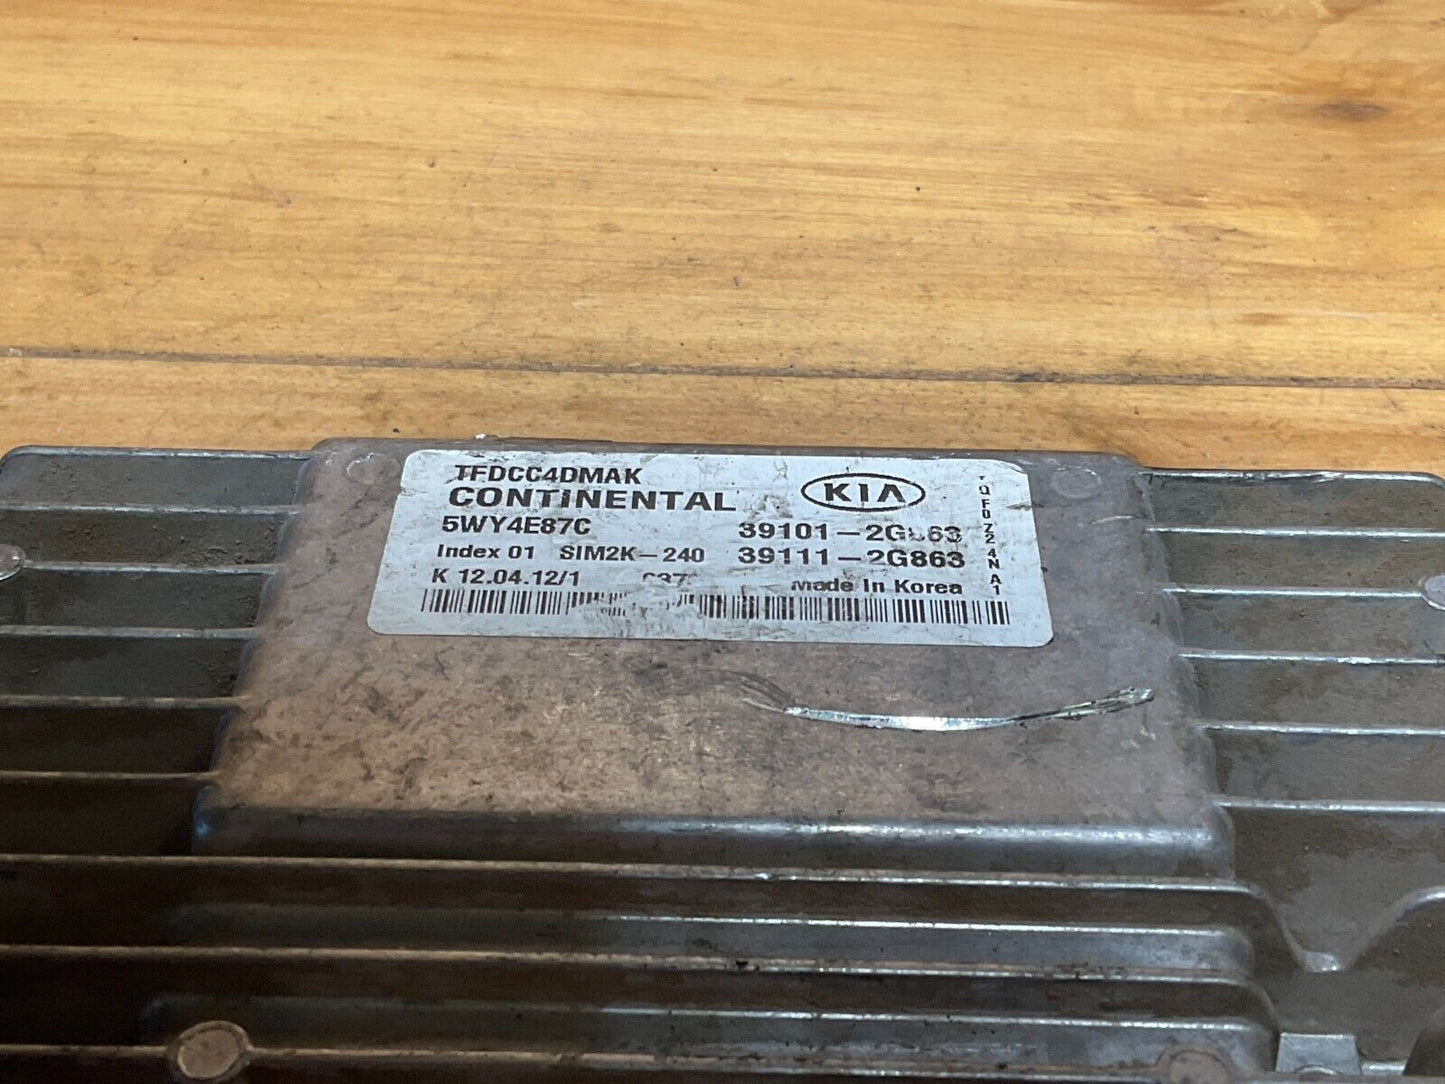 TFDCC4DMAK
CONTINENTAL
KIA
5WY4E87C 39101-2G863
Index 01 SIM2K-240 39111-2G863
K 12.04.12/1 Made In Korea